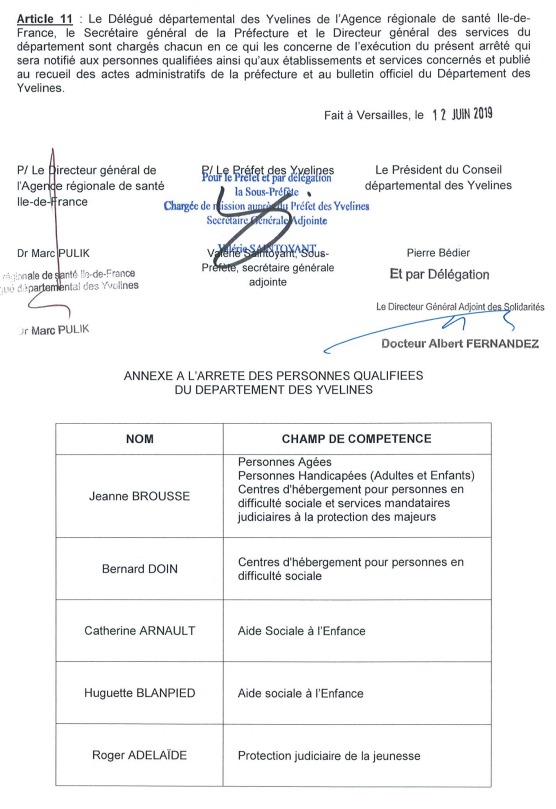 Article 11 : Le Délégué départemental des Yvelines de l'Agence régionale de santé Ile-de-
France, le Secrétaire général de la Préfecture et le Directeur général des services du
département sont chargés chacun en ce qui les concerne de l'exécution du présent arrêté qui
sera notifié aux personnes qualifiées ainsi qu'aux établissements et services concernés et publié
au recueil des actes administratifs de la préfecture et au bulletin officiel du Département des
Yvelines.
Fait à Versailles, le 12 JUIN 2019
P/ Le Directeur général de
l'Agence régionale de santé
Ile-de-France
Dr Marc PULIK
régionale de santé Ile-de-France
départemental des Yvelines
Dr Marc PULIK
P/ Le Préfet des Yvelines
Pour le Préfet et par délégation
la Sous-Préfète
Chargée de mission auprès du Préfet des Yvelines
Secrétaire Générale Adjointe
Valérie SAINTOYANT
Valérie Saintoyant, Sous-
Préfète, secrétaire générale
adjointe
Le Président du Conseil
départemental des Yvelines
Pierre Bédier
Et par Délégation
Le Directeur Général Adjoint des Solidarités
Docteur Albert FERNANDEZ
ANNEXE A L'ARRETE DES PERSONNES QUALIFIEES
DU DEPARTEMENT DES YVELINES
NOM
CHAMP DE COMPETENCE
Jeanne BROUSSE
Personnes Agées
Personnes Handicapées (Adultes et Enfants)
Centres d'hébergement pour personnes en
difficulté sociale et services mandataires
judiciaires à la protection des majeurs
Bernard DOIN
Centres d'hébergement pour personnes en
difficulté sociale
Catherine ARNAULT
Aide Sociale à l'Enfance
Huguette BLANPIED
Aide sociale à l'Enfance
Roger ADELAÏDE
Protection judiciaire de la jeunesse